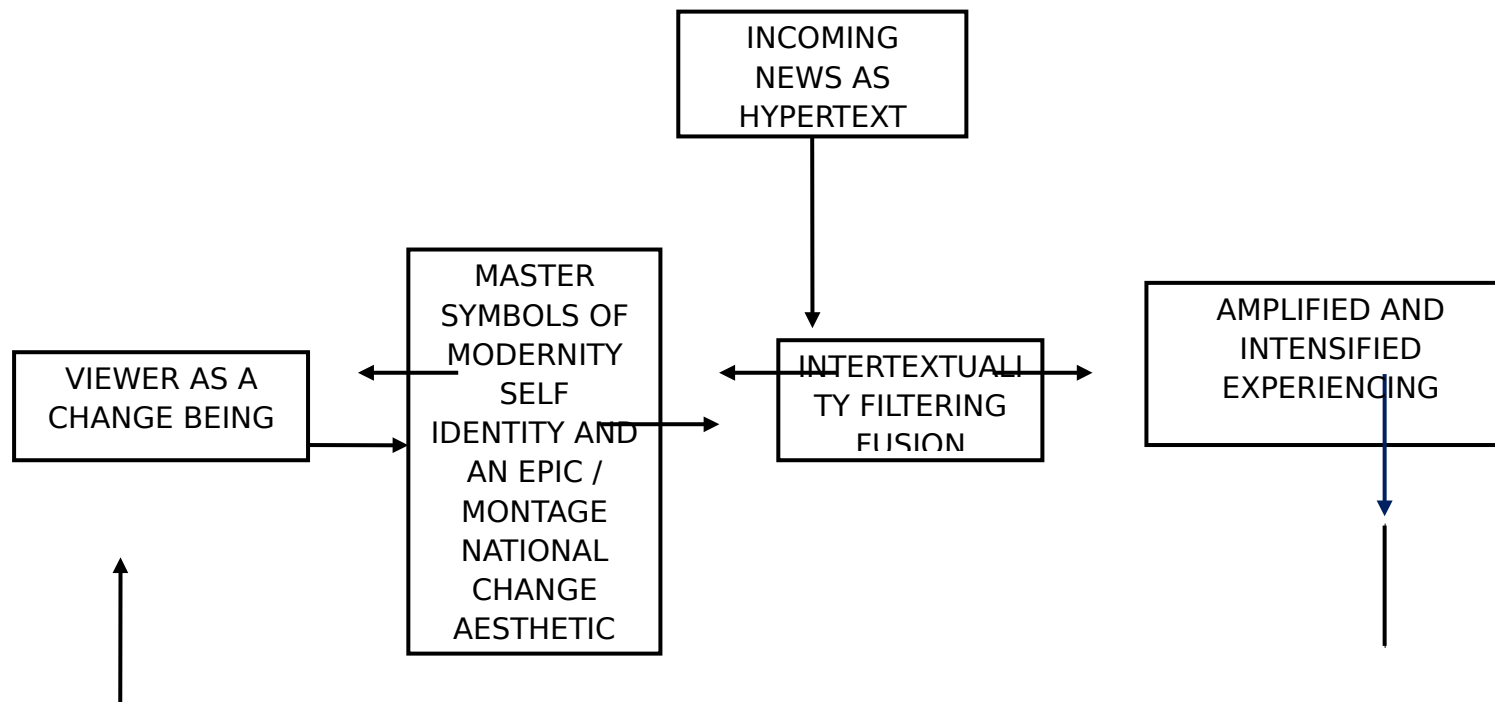 INCOMING
NEWS AS
HYPERTEXT
VIEWER AS A
CHANGE BEING
MASTER
SYMBOLS OF
MODERNITY
SELF
IDENTITY AND
AN EPIC /
MONTAGE
NATIONAL
CHANGE
AESTHETIC
INTERTEXTUALI
TY FILTERING
FUSION
AMPLIFIED AND
INTENSIFIED
EXPERIENCING